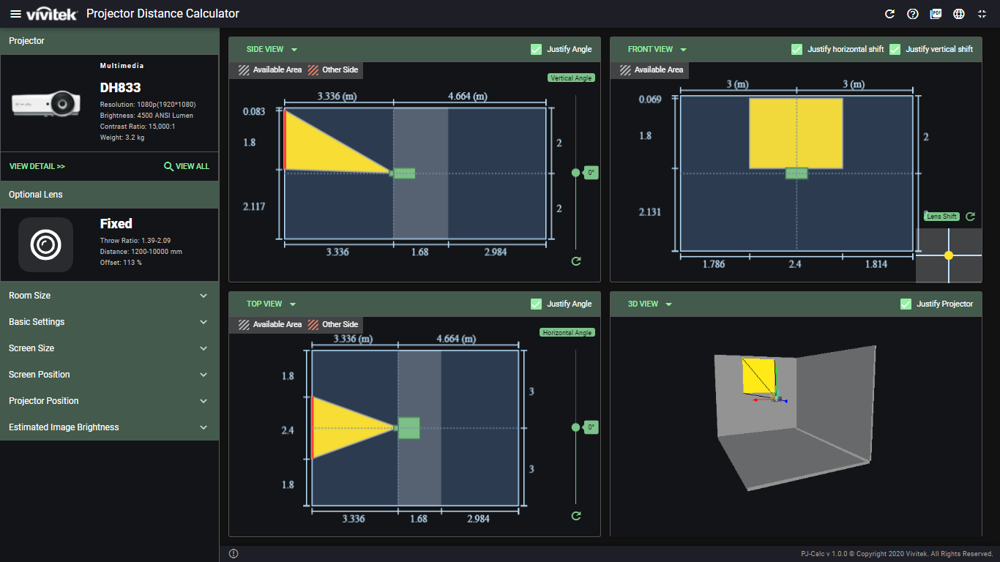 vivitek Projector Distance Calculator
PDF
Projector
Multimedia
DH833
Resolution: 1080p(1920*1080)
Brightness: 4500 ANSI Lumen
Contrast Ratio: 15,000:1
Weight: 3.2 kg
VIEW DETAIL >>
VIEW ALL
Optional Lens
Fixed
Throw Ratio: 1.39-2.09
Distance: 1200-10000 mm
Offset: 113 %
Room Size
Basic Settings
Screen Size
Screen Position
Projector Position
Estimated Image Brightness
SIDE VIEW
Justify Angle
Available Area
Other Side
Vertical Angle
3.336 (m)
4.664 (m)
0.083
1.8
2
0°
2.117
2
3.336
1.68
2.984
FRONT VIEW
Justify horizontal shift
Justify vertical shift
Available Area
3 (m)
3 (m)
0.069
1.8
2
2.131
Lens Shift
1.786
2.4
1.814
TOP VIEW
Justify Angle
Available Area
Other Side
Horizontal Angle
3.336 (m)
4.664 (m)
1.8
3
2.4
0°
3
1.8
3.336
1.68
2.984
3D VIEW
Justify Projector
PJ-Calc v 1.0.0 © Copyright 2020 Vivitek. All Rights Reserved.